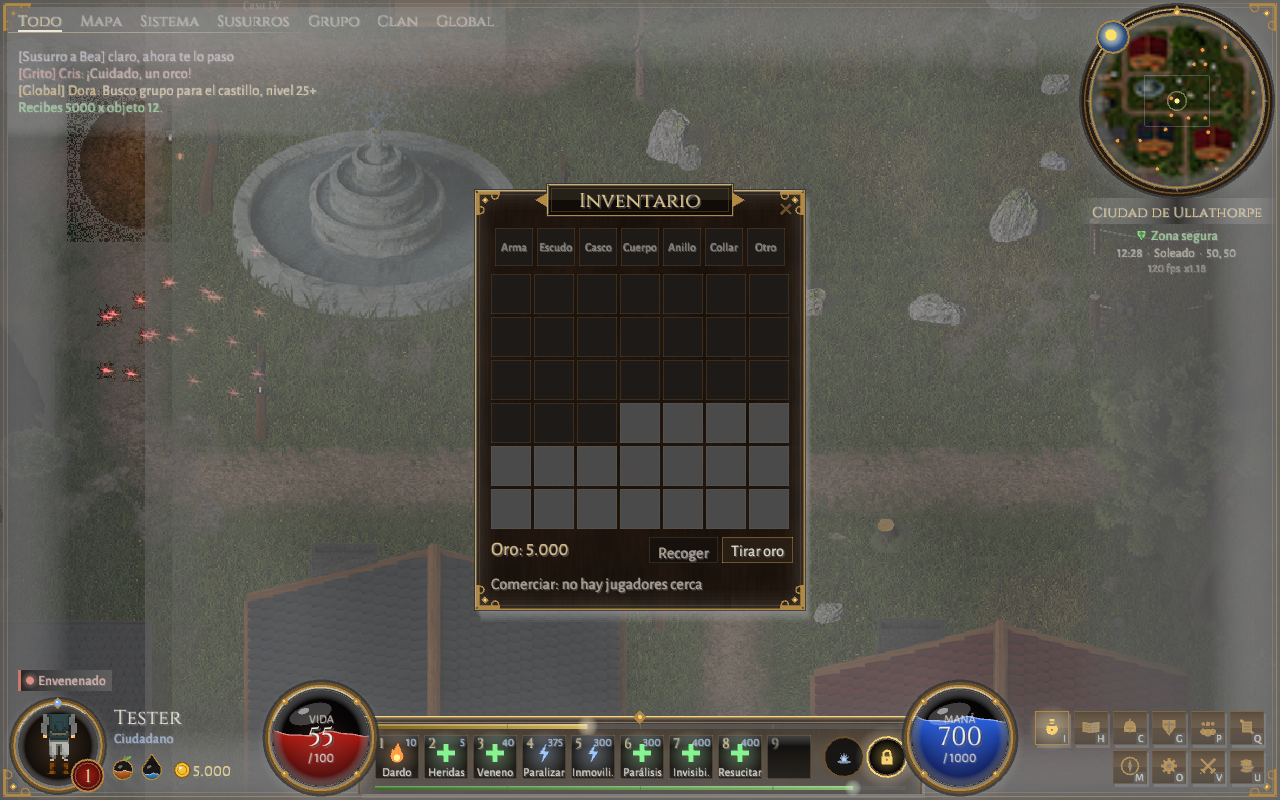 TODO MAPA SISTEMA SUSURROS GRUPO CLAN GLOBAL
[Susurro a Bea] claro, ahora te lo paso
[Grito] Cris: ¡Cuidado, un orco!
[Global] Dora: Busco grupo para el castillo, nivel 25+
Recibes 5000 x objeto 12.
CIUDAD DE ULLATHORPE
Zona segura
12:28 · Soleado · 50, 50
120 fps x1.18
INVENTARIO
Arma Escudo Casco Cuerpo Anillo Collar Otro
Oro: 5.000
Recoger Tirar oro
Comerciar: no hay jugadores cerca
Envenenado
TESTER
Ciudadano
1
5.000
VIDA
55
/100
1 10 Dardo
2 5 Heridas
3 40 Veneno
4 375 Paralizar
5 300 Inmovili.
6 300 Parálisis
7 400 Invisibi.
8 400 Resucitar
9
MANÁ
700
/1000
I H C G P Q
M O V U